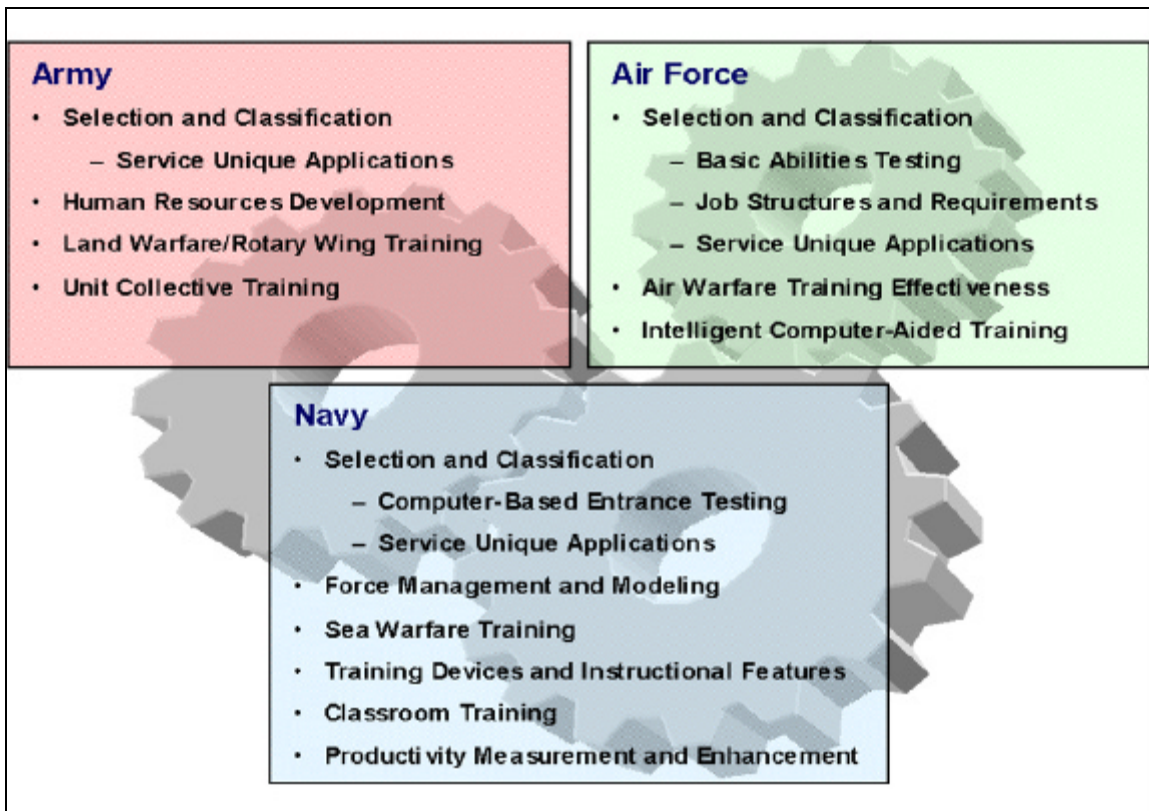 Army
• Selection and Classification
– Service Unique Applications
• Human Resources Development
• Land Warfare/Rotary Wing Training
• Unit Collective Training
Air Force
• Selection and Classification
– Basic Abilities Testing
– Job Structures and Requirements
– Service Unique Applications
• Air Warfare Training Effectiveness
• Intelligent Computer-Aided Training
Navy
• Selection and Classification
– Computer-Based Entrance Testing
– Service Unique Applications
• Force Management and Modeling
• Sea Warfare Training
• Training Devices and Instructional Features
• Classroom Training
• Productivity Measurement and Enhancement